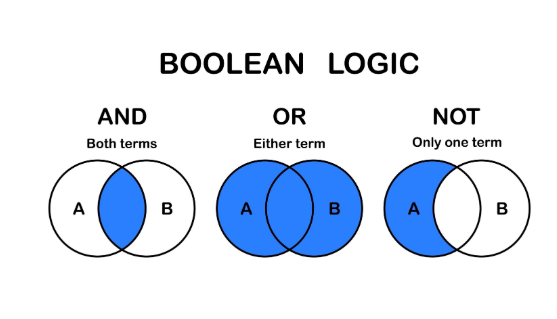 BOOLEAN LOGIC
AND
Both terms
A
B
OR
Either term
A
B
NOT
Only one term
A
B